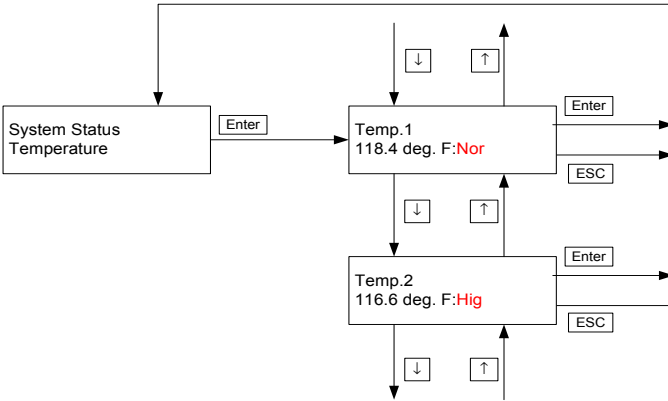 ↓
↑
System Status
Temperature
Enter
Temp.1
118.4 deg. F:Nor
Enter
ESC
↓
↑
Temp.2
116.6 deg. F:Hig
Enter
ESC
↓
↑